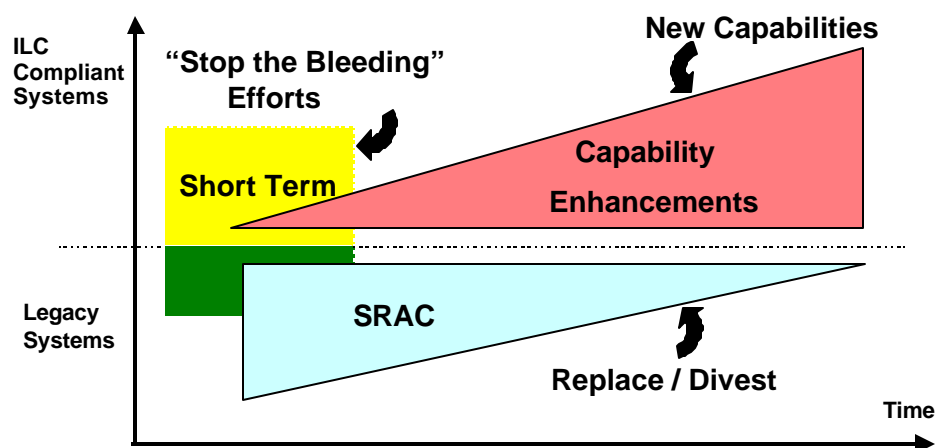 ILC
Compliant
Systems
“Stop the Bleeding”
Efforts
New Capabilities
Short Term
Capability
Enhancements
Legacy
Systems
SRAC
Replace / Divest
Time